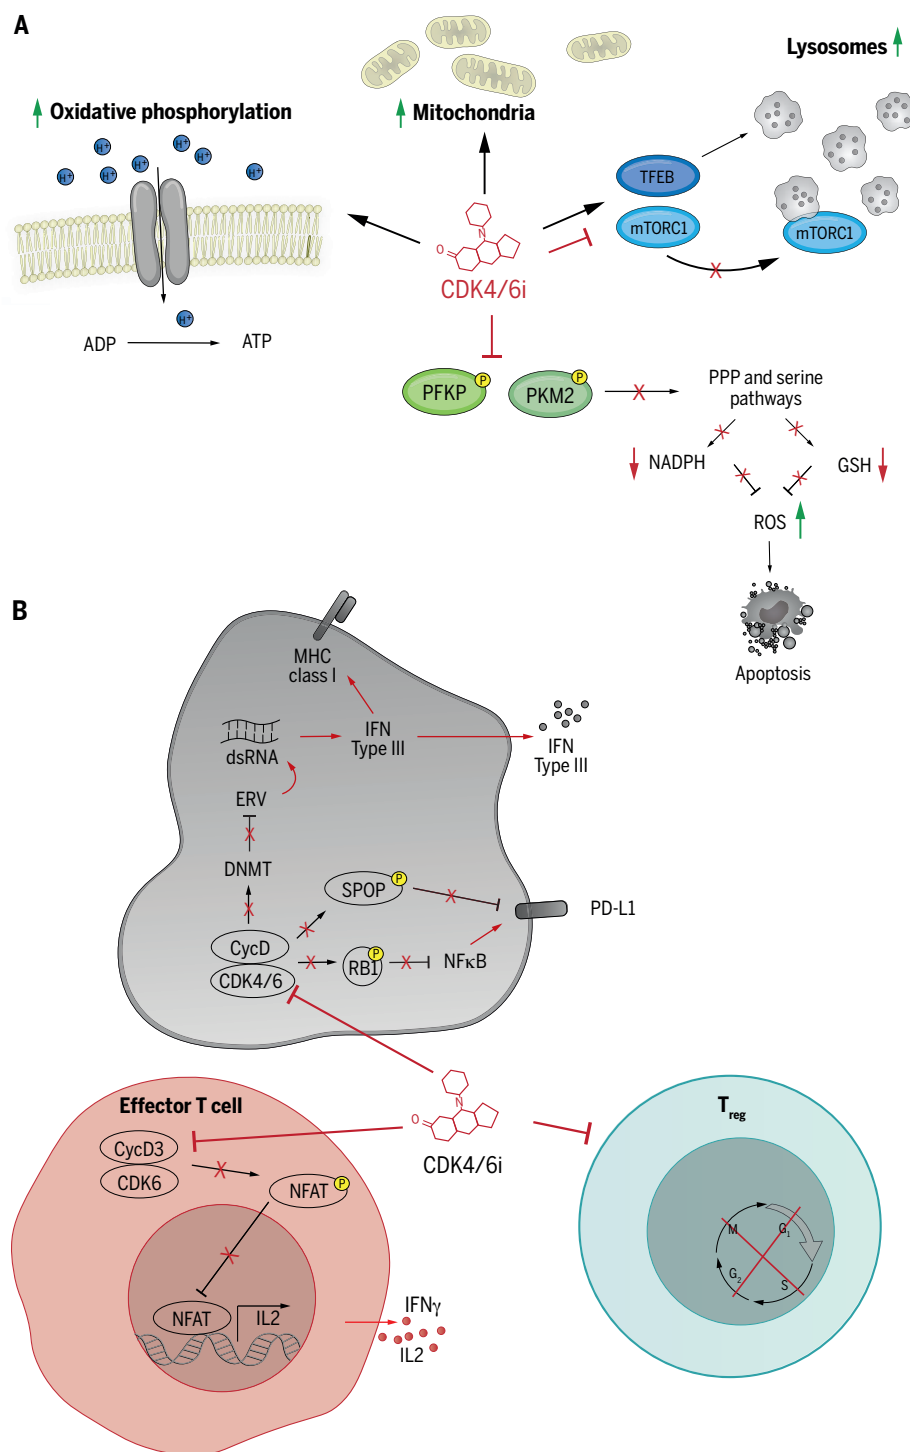 A
Lysosomes
Oxidative phosphorylation
Mitochondria
H+
H+
H+
H+
H+
H+
H+
TFEB
mTORC1
mTORC1
N
O
CDK4/6i
H+
ADP
ATP
PFKP
P
PKM2
P
PPP and serine
pathways
NADPH
GSH
ROS
Apoptosis
B
MHC
class I
dsRNA
IFN
Type III
IFN
Type III
ERV
DNMT
SPOP
P
PD-L1
CycD
CDK4/6
RB1
P
NFκB
Effector T cell
CycD3
CDK6
NFAT
P
NFAT
IL2
IFNγ
IL2
N
O
CDK4/6i
Treg
M
G1
G2
S